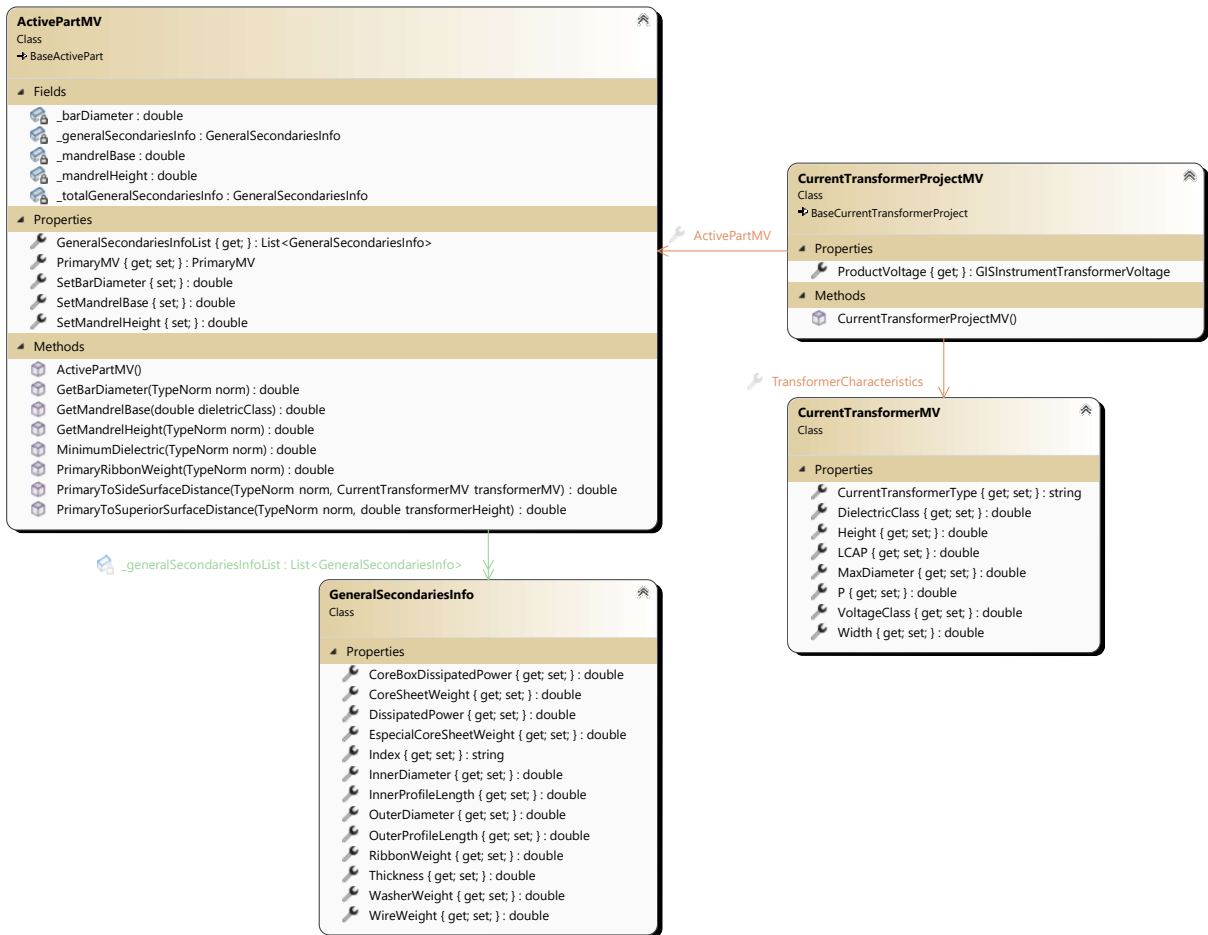 ActivePartMV
Class
BaseActivePart
Fields
_barDiameter : double
_generalSecondariesInfo : GeneralSecondariesInfo
_mandrelBase : double
_mandrelHeight : double
_totalGeneralSecondariesInfo : GeneralSecondariesInfo
Properties
GeneralSecondariesInfoList { get; } : List<GeneralSecondariesInfo>
PrimaryMV { get; set; } : PrimaryMV
SetBarDiameter { set; } : double
SetMandrelBase { set; } : double
SetMandrelHeight { set; } : double
Methods
ActivePartMV()
GetBarDiameter(TypeNorm norm) : double
GetMandrelBase(double dieletricClass) : double
GetMandrelHeight(TypeNorm norm) : double
MinimumDielectric(TypeNorm norm) : double
PrimaryRibbonWeight(TypeNorm norm) : double
PrimaryToSideSurfaceDistance(TypeNorm norm, CurrentTransformerMV transformerMV) : double
PrimaryToSuperiorSurfaceDistance(TypeNorm norm, double transformerHeight) : double
ActivePartMV
CurrentTransformerProjectMV
Class
BaseCurrentTransformerProject
Properties
ProductVoltage { get; } : GISInstrumentTransformerVoltage
Methods
CurrentTransformerProjectMV()
TransformerCharacteristics
CurrentTransformerMV
Class
Properties
CurrentTransformerType { get; set; } : string
DielectricClass { get; set; } : double
Height { get; set; } : double
LCAP { get; set; } : double
MaxDiameter { get; set; } : double
P { get; set; } : double
VoltageClass { get; set; } : double
Width { get; set; } : double
_generalSecondariesInfoList : List<GeneralSecondariesInfo>
GeneralSecondariesInfo
Class
Properties
CoreBoxDissipatedPower { get; set; } : double
CoreSheetWeight { get; set; } : double
DissipatedPower { get; set; } : double
EspecialCoreSheetWeight { get; set; } : double
Index { get; set; } : string
InnerDiameter { get; set; } : double
InnerProfileLength { get; set; } : double
OuterDiameter { get; set; } : double
OuterProfileLength { get; set; } : double
RibbonWeight { get; set; } : double
Thickness { get; set; } : double
WasherWeight { get; set; } : double
WireWeight { get; set; } : double